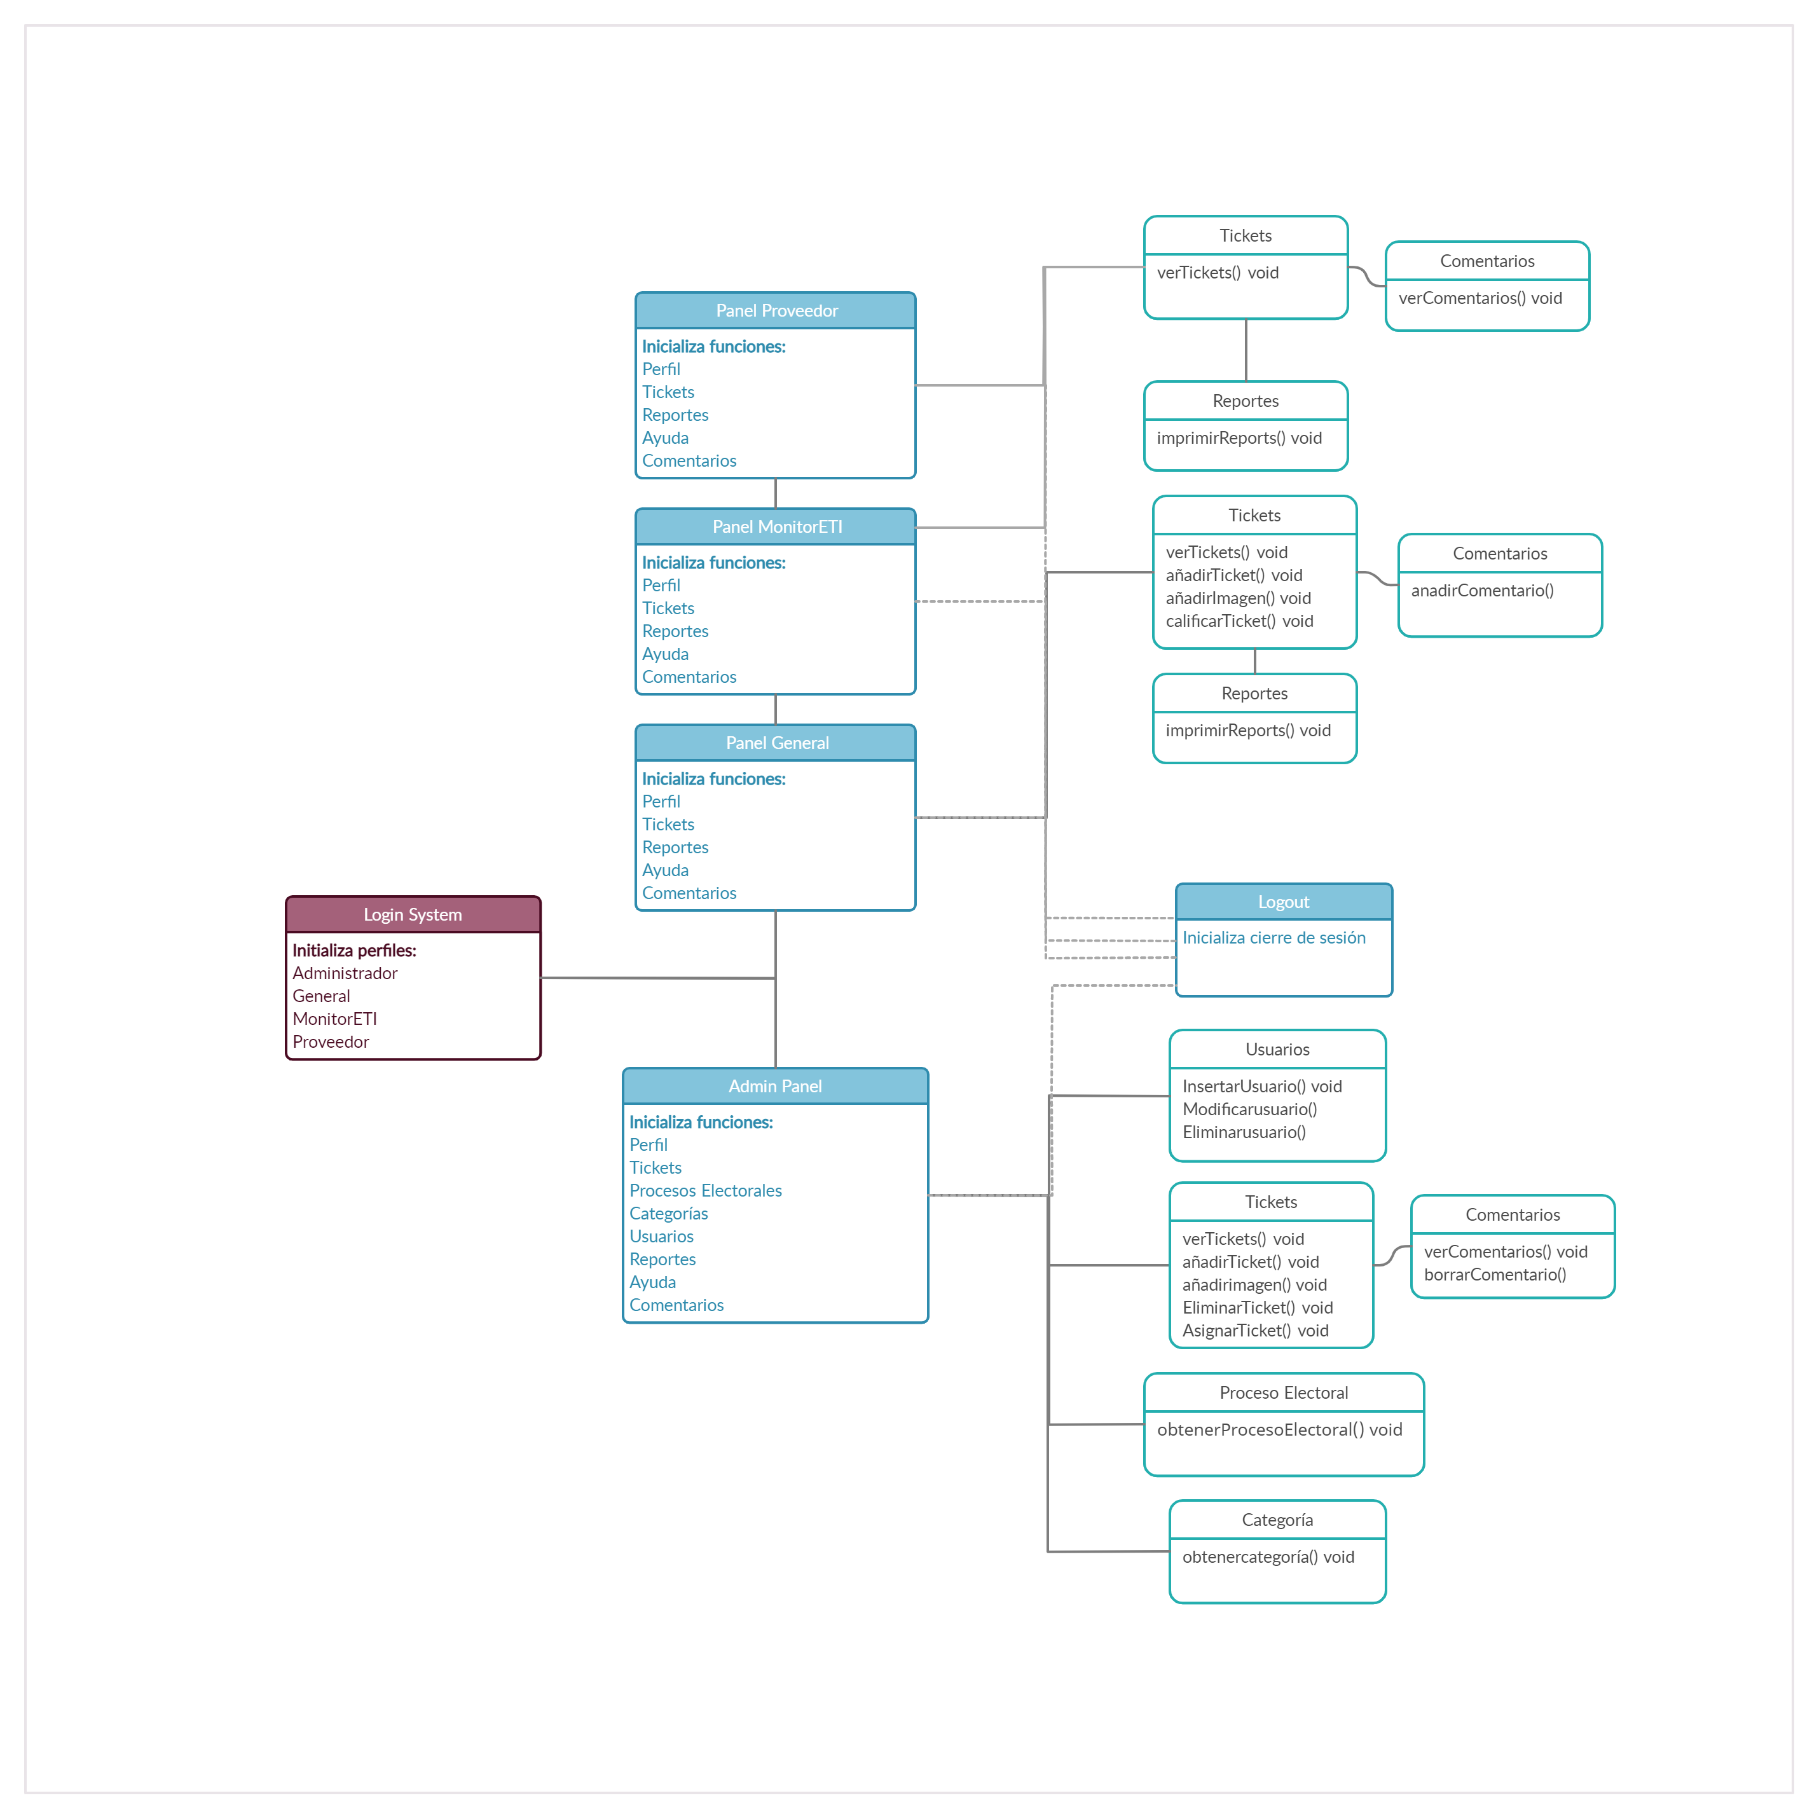 Tickets
verTickets() void
Comentarios
verComentarios() void
Panel Proveedor
Inicializa funciones:
Perfil
Tickets
Reportes
Ayuda
Comentarios
Reportes
imprimirReports() void
Panel MonitorETI
Inicializa funciones:
Perfil
Tickets
Reportes
Ayuda
Comentarios
Tickets
verTickets() void
añadirTicket() void
añadirImagen() void
calificarTicket() void
Comentarios
anadirComentario()
Reportes
imprimirReports() void
Panel General
Inicializa funciones:
Perfil
Tickets
Reportes
Ayuda
Comentarios
Login System
Initializa perfiles:
Administrador
General
MonitorETI
Proveedor
Logout
Inicializa cierre de sesión
Admin Panel
Inicializa funciones:
Perfil
Tickets
Procesos Electorales
Categorías
Usuarios
Reportes
Ayuda
Comentarios
Usuarios
InsertarUsuario() void
Modificarusuario()
Eliminarusuario()
Tickets
verTickets() void
añadirTicket() void
añadirimagen() void
EliminarTicket() void
AsignarTicket() void
Comentarios
verComentarios() void
borrarComentario()
Proceso Electoral
obtenerProcesoElectoral() void
Categoría
obtenercategoría() void